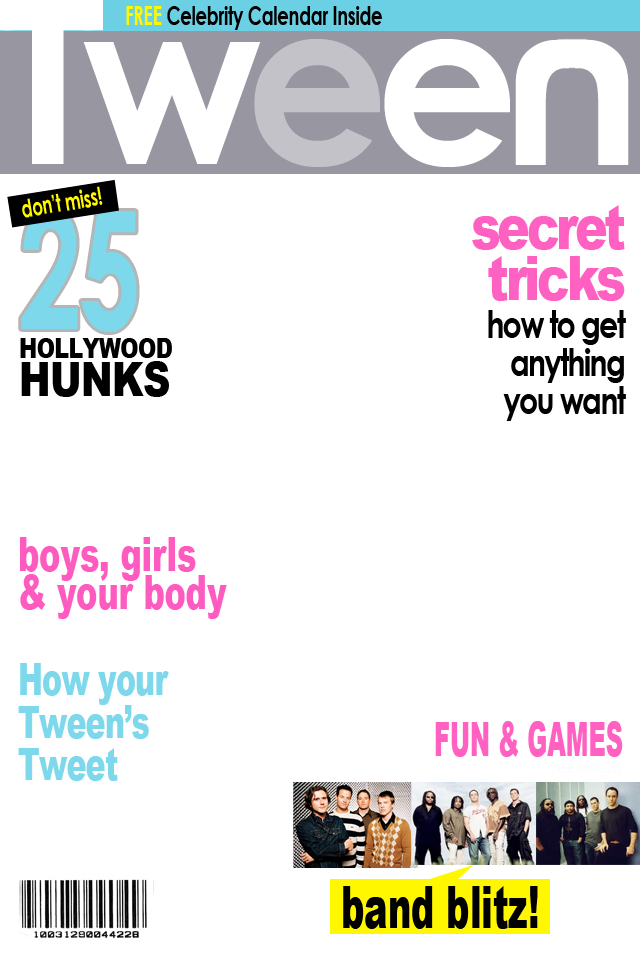 FREE Celebrity Calendar Inside
Tween
don't miss!
25
HOLLYWOOD
HUNKS
secret
tricks
how to get
anything
you want
boys, girls
& your body
How your
Tween's
Tweet
FUN & GAMES
band blitz!
10031290044228